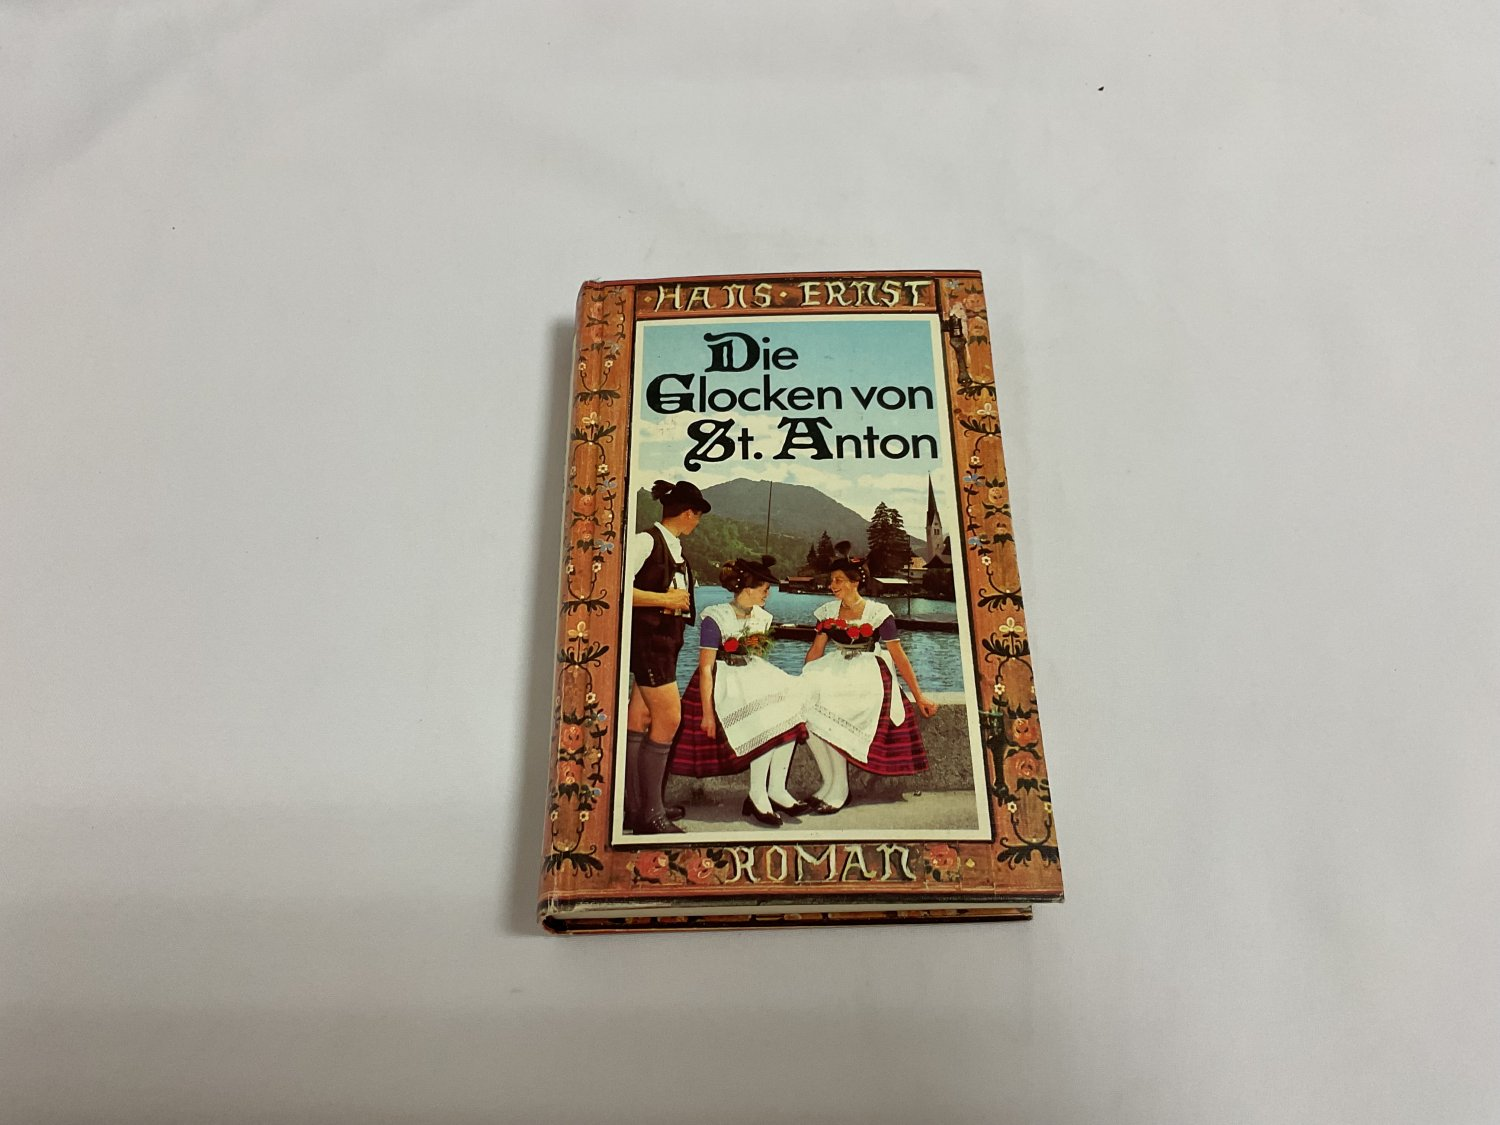 HANS · ERNST
Die
Glocken von
St. Anton
ROMAN